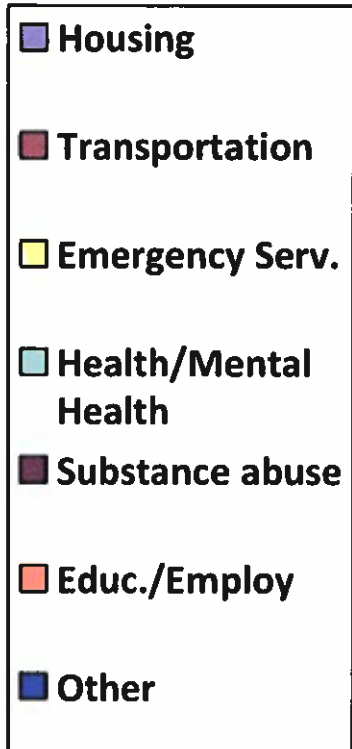 Housing
Transportation
Emergency Serv.
Health/Mental
Health
Substance abuse
Educ./Employ
Other